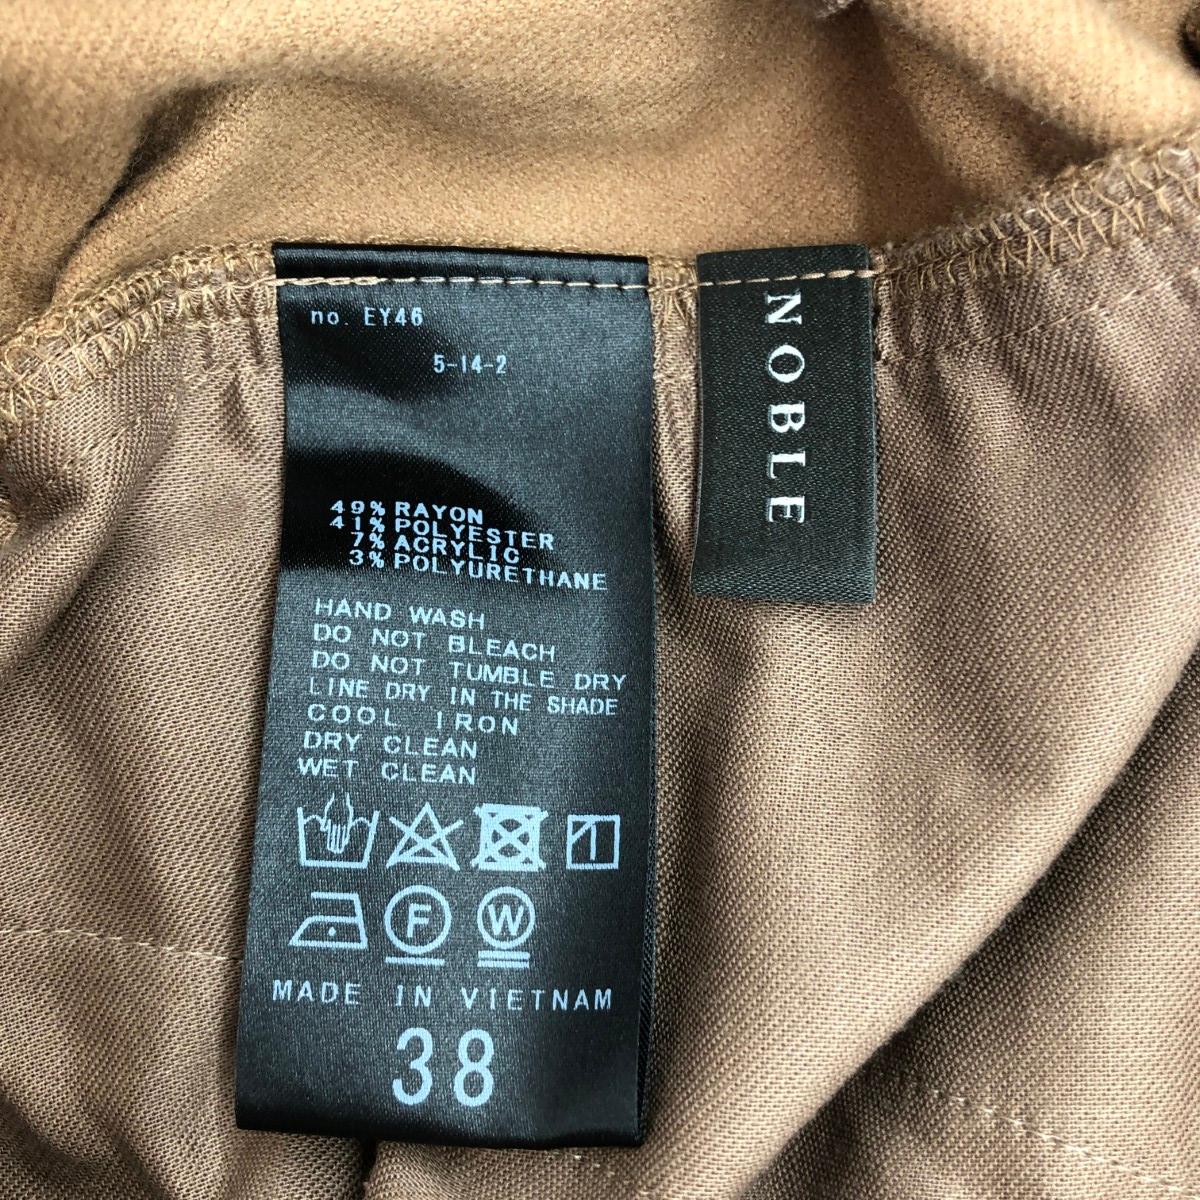 no. EY46
5-14-2
49% RAYON
41% POLYESTER
7% ACRYLIC
3% POLYURETHANE
HAND WASH
DO NOT BLEACH
DO NOT TUMBLE DRY
LINE DRY IN THE SHADE
COOL IRON
DRY CLEAN
WET CLEAN
F
W
MADE IN VIETNAM
38
NOBLE